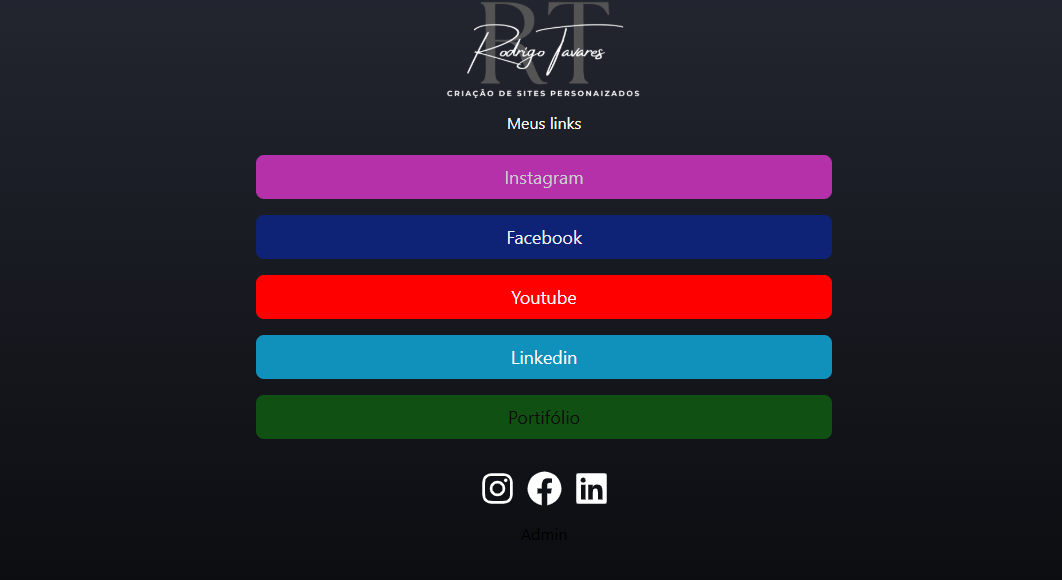 RT
Rodrigo Tavares
CRIAÇÃO DE SITES PERSONAIZADOS
Meus links
Instagram
Facebook
Youtube
Linkedin
Portifólio
Admin